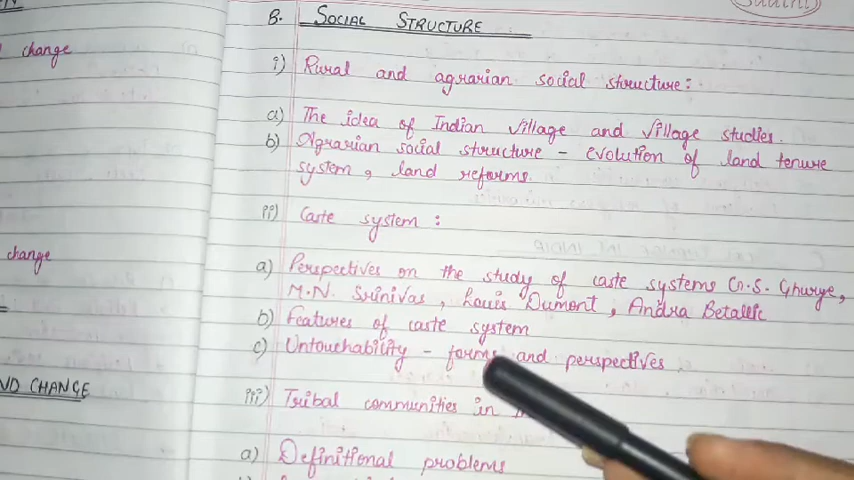 change
change
ND CHANGE
B. SOCIAL STRUCTURE
i) Rural and agrarian social structure:
a) The idea of Indian village and village studies.
b) Agrarian social structure - evolution of land tenure
system, land reforms.
ii) Caste system:
a) Perspectives on the study of caste systems G.S. Ghurye,
M.N. Srinivas, Louis Dumont, Andra Betallie
b) Features of caste system
c) Untouchability - forms and perspectives.
iii) Tribal communities in
a) Definitional problems